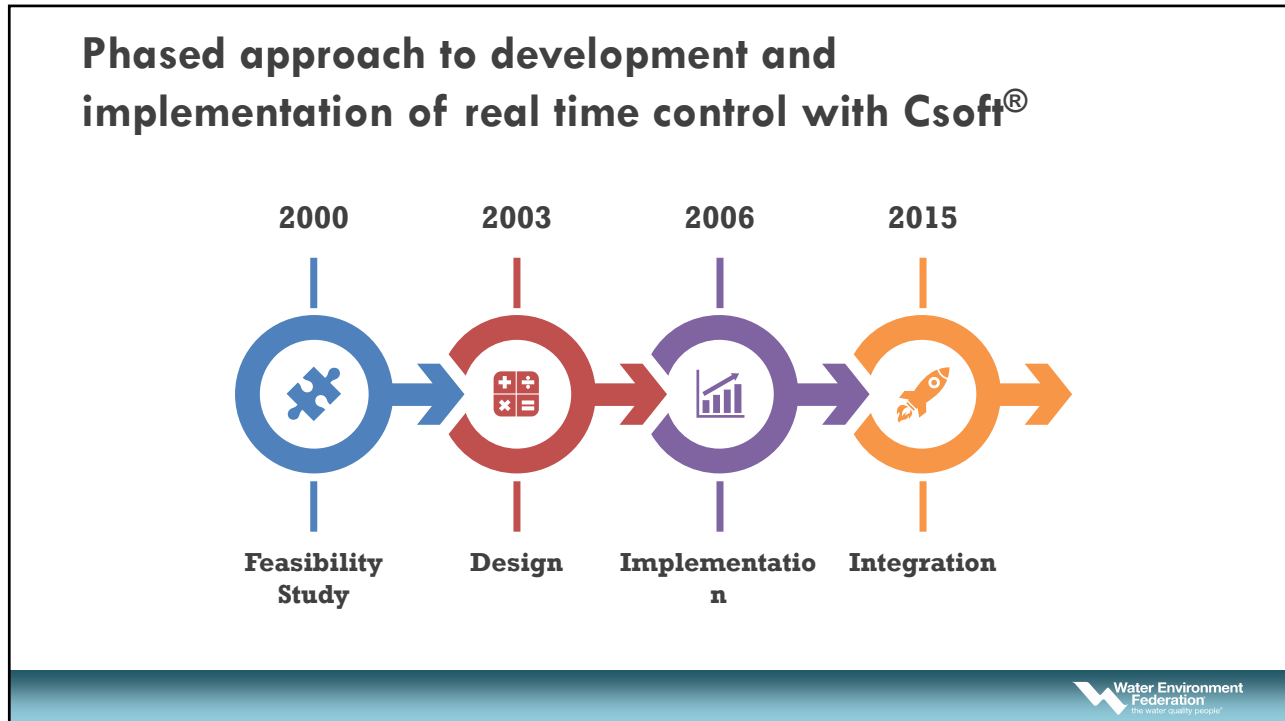 Phased approach to development and
implementation of real time control with Csoft®
2000
2003
2006
2015
Feasibility
Study
Design
Implementatio
n
Integration
Water Environment
Federation
the water quality people®